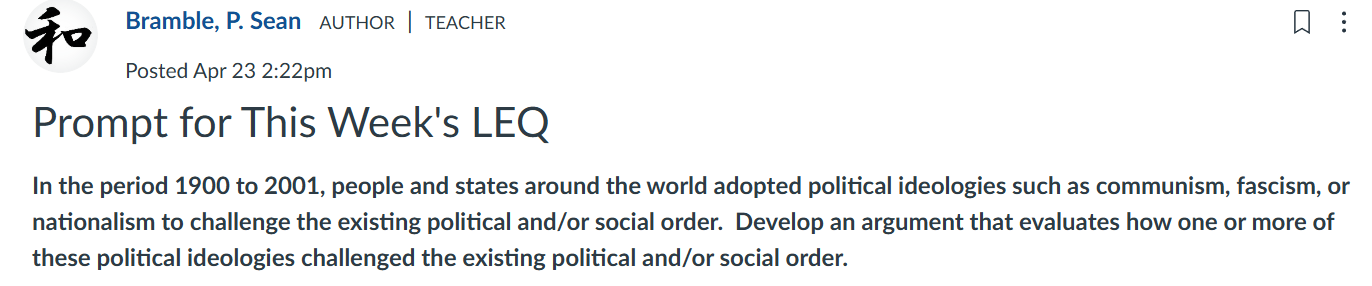 和
Bramble, P. Sean AUTHOR | TEACHER
Posted Apr 23 2:22pm
Prompt for This Week's LEQ
In the period 1900 to 2001, people and states around the world adopted political ideologies such as communism, fascism, or
nationalism to challenge the existing political and/or social order.  Develop an argument that evaluates how one or more of
these political ideologies challenged the existing political and/or social order.